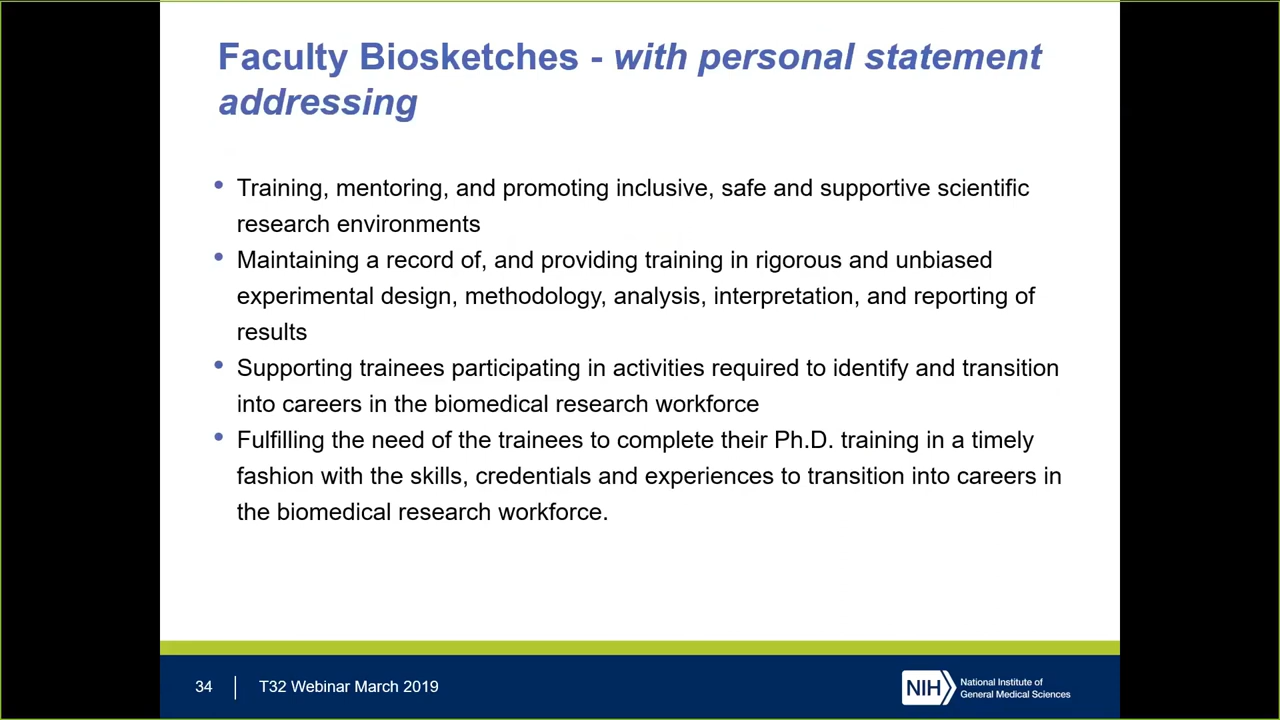 Faculty Biosketches - with personal statement
addressing
• Training, mentoring, and promoting inclusive, safe and supportive scientific
research environments
• Maintaining a record of, and providing training in rigorous and unbiased
experimental design, methodology, analysis, interpretation, and reporting of
results
• Supporting trainees participating in activities required to identify and transition
into careers in the biomedical research workforce
• Fulfilling the need of the trainees to complete their Ph.D. training in a timely
fashion with the skills, credentials and experiences to transition into careers in
the biomedical research workforce.
34 | T32 Webinar March 2019
NIH National Institute of
General Medical Sciences